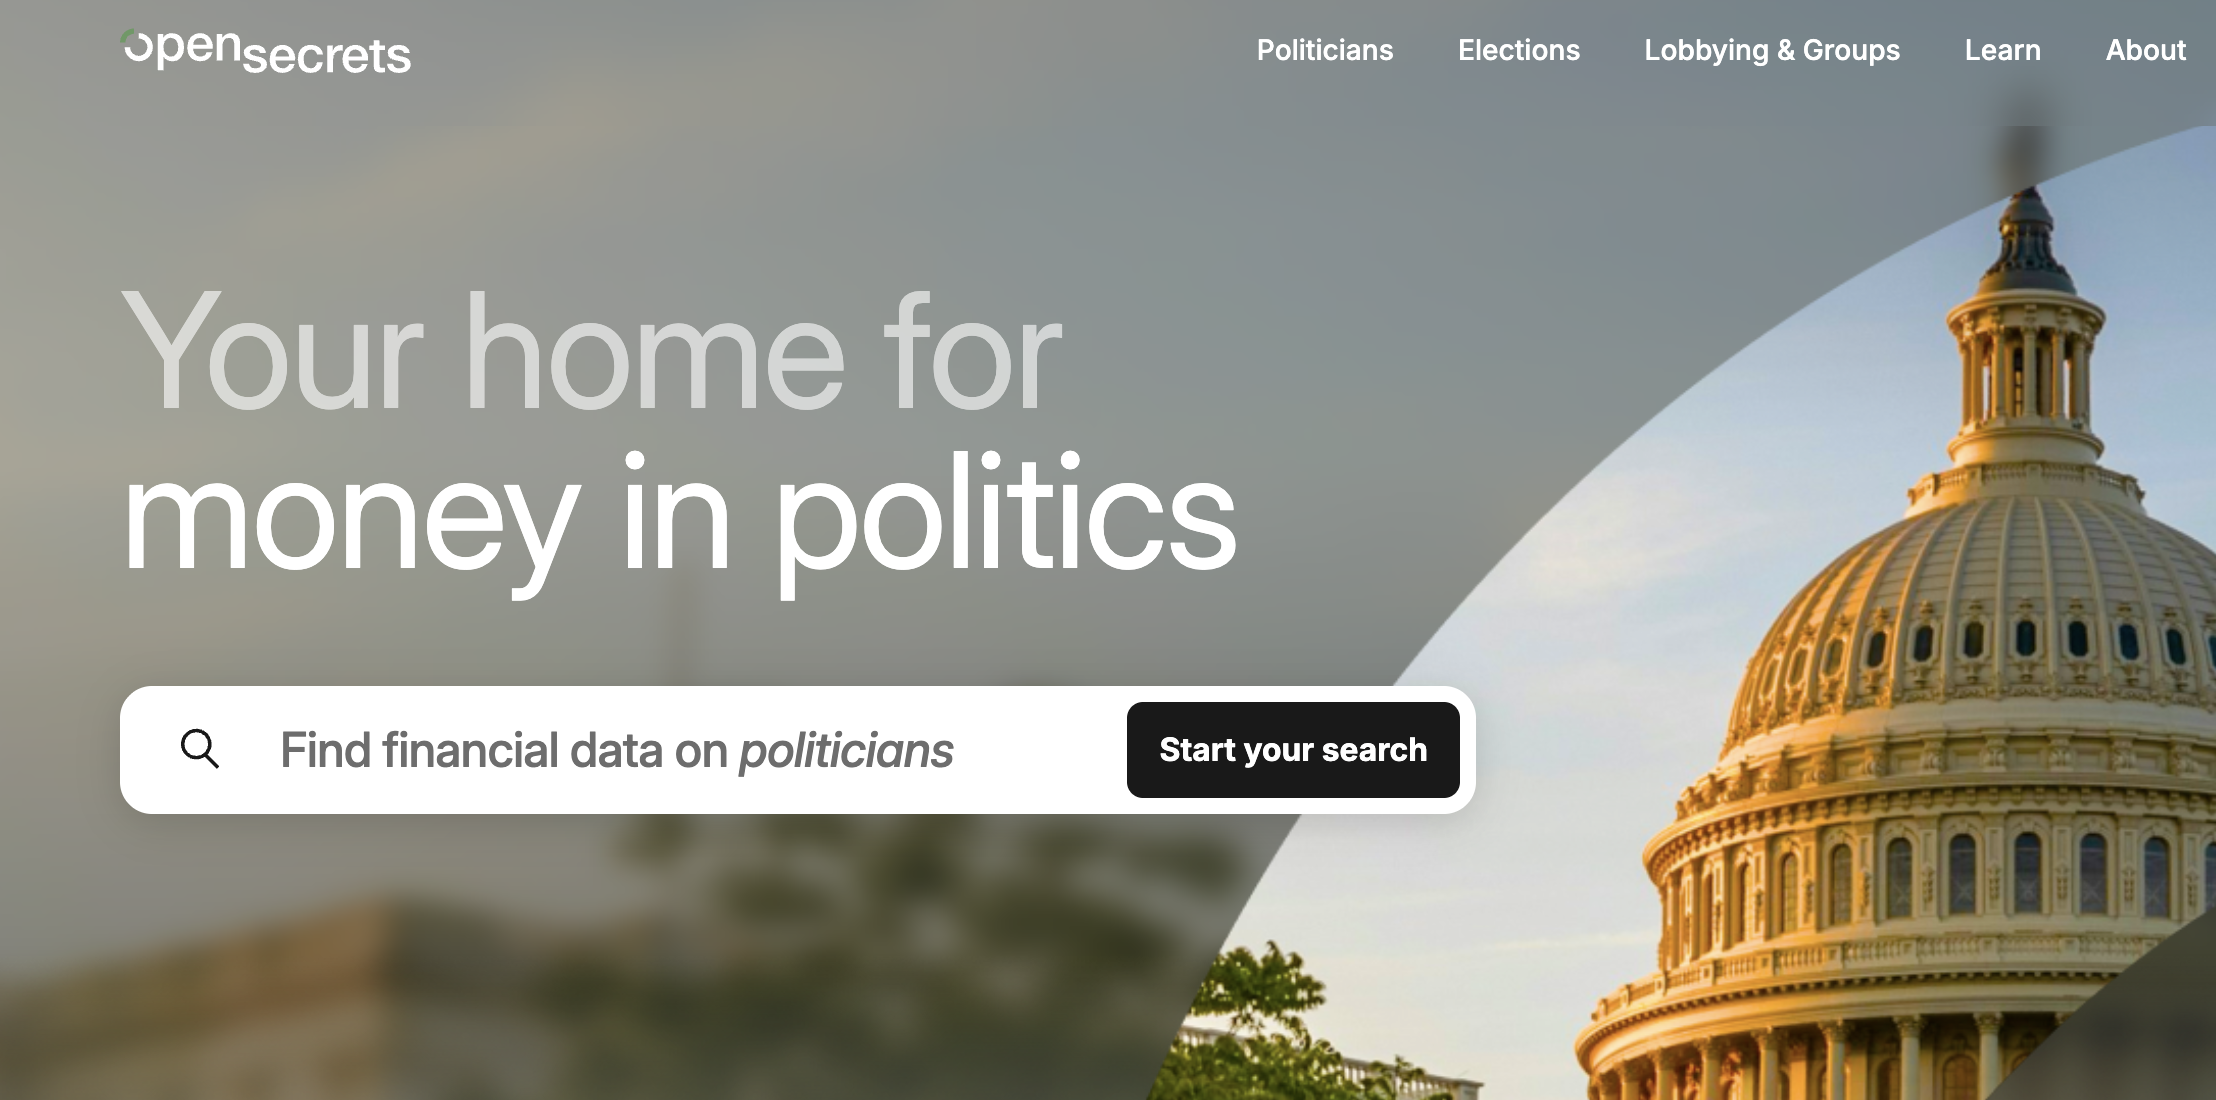 opensecrets
Politicians Elections Lobbying & Groups Learn About
Your home for
money in politics
Find financial data on politicians
Start your search